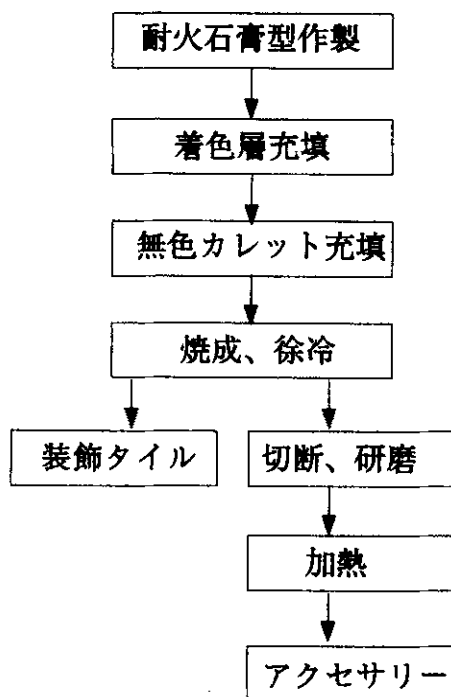 耐火石膏型作製
着色層充填
無色カレット充填
焼成、徐冷
装飾タイル
切断、研磨
加熱
アクセサリー